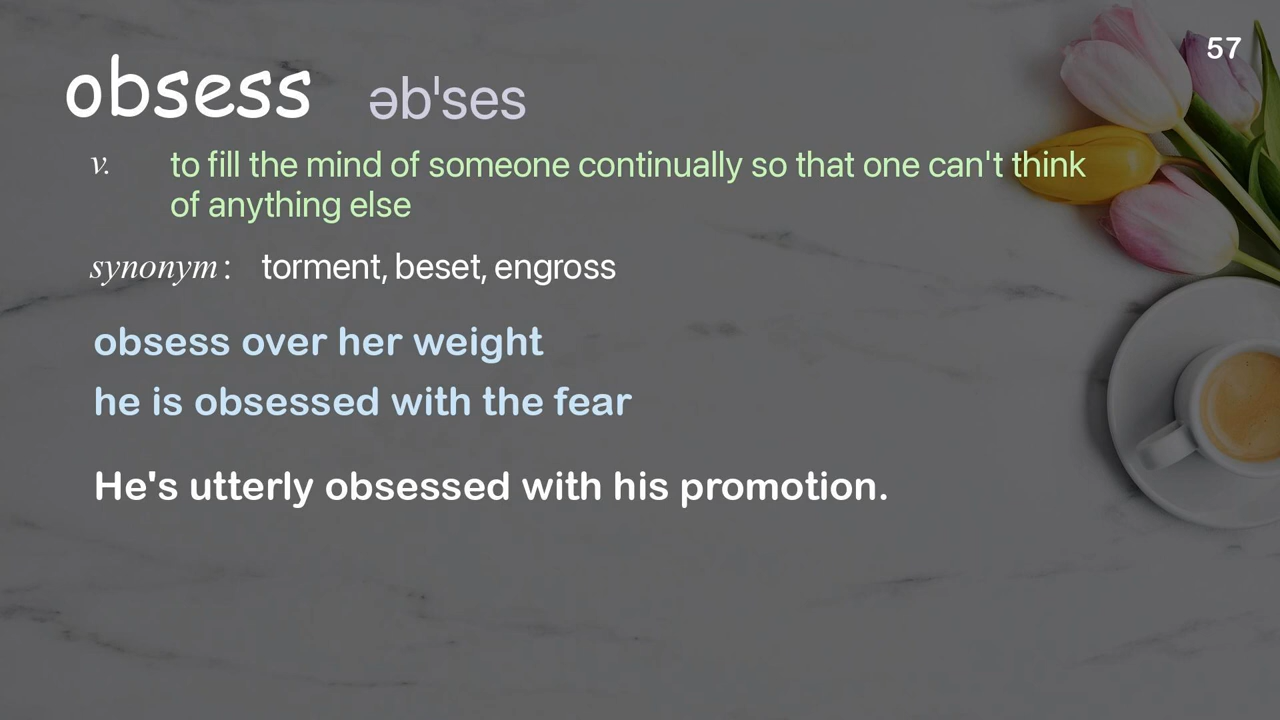 57
obsess əb'ses
v. to fill the mind of someone continually so that one can't think
of anything else
synonym: torment, beset, engross
obsess over her weight
he is obsessed with the fear
He's utterly obsessed with his promotion.